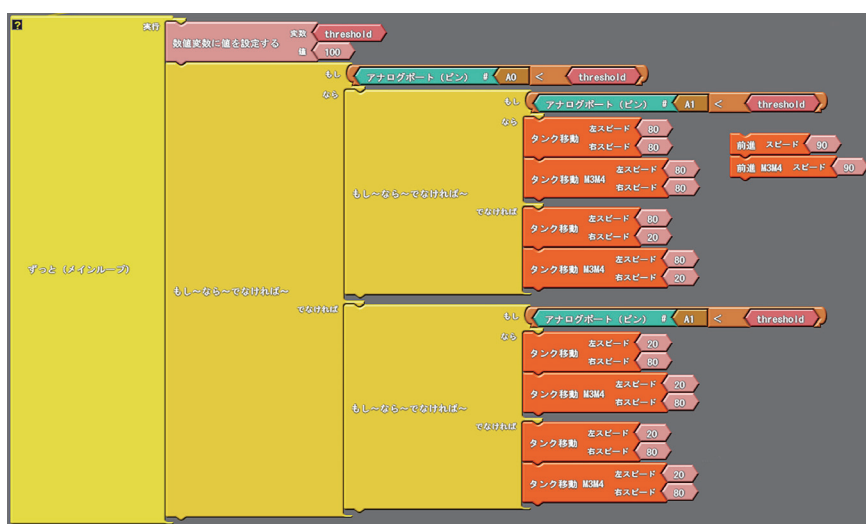 ?
実行
数値変数に値を設定する
変数 threshold
値 100
もし アナログポート（ピン） # A0 < threshold
なら
もし アナログポート（ピン） # A1 < threshold
なら
タンク移動
左スピード 80
右スピード 80
タンク移動 M3M4
左スピード 80
右スピード 80
もし～なら～でなければ～
でなければ
タンク移動
左スピード 80
右スピード 20
タンク移動 M3M4
左スピード 80
右スピード 20
前進 スピード 90
前進 M3M4 スピード 90
ずっと（メインループ）
もし～なら～でなければ～
でなければ
もし アナログポート（ピン） # A1 < threshold
なら
タンク移動
左スピード 20
右スピード 80
タンク移動 M3M4
左スピード 20
右スピード 80
もし～なら～でなければ～
でなければ
タンク移動
左スピード 20
右スピード 80
タンク移動 M3M4
左スピード 20
右スピード 80